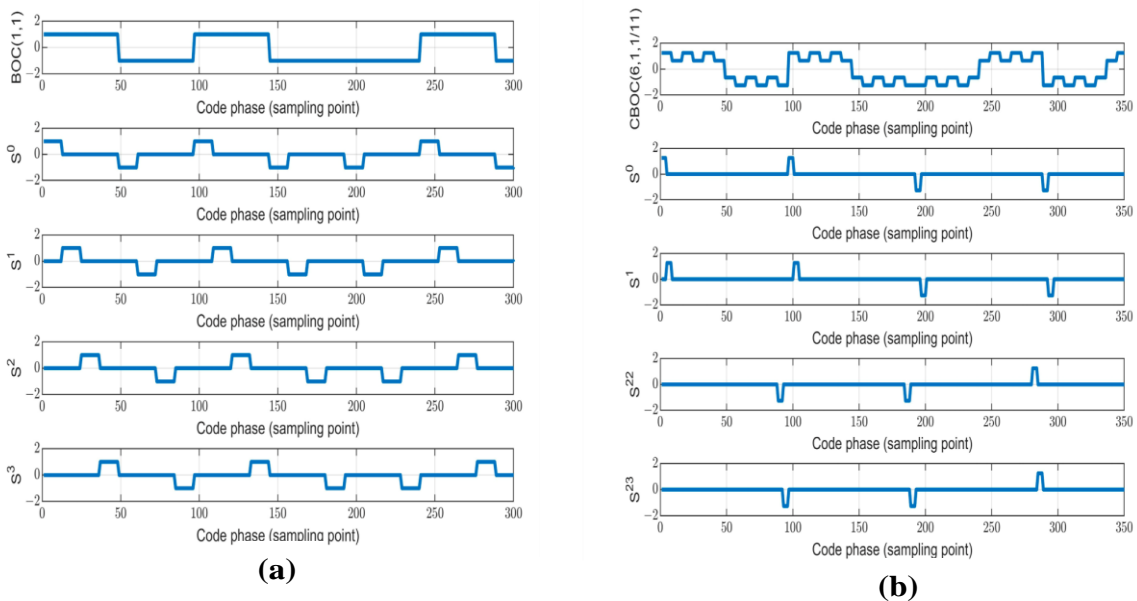 BOC(1,1)
2
0
−2
0 50 100 150 200 250 300
Code phase (sampling point)
S⁰
2
0
−2
0 50 100 150 200 250 300
Code phase (sampling point)
S¹
2
0
−2
0 50 100 150 200 250 300
Code phase (sampling point)
S²
2
0
−2
0 50 100 150 200 250 300
Code phase (sampling point)
S³
2
0
−2
0 50 100 150 200 250 300
Code phase (sampling point)
(a)
CBOC(6,1,1/11)
2
0
−2
0 50 100 150 200 250 300 350
Code phase (sampling point)
S⁰
2
0
−2
0 50 100 150 200 250 300 350
Code phase (sampling point)
S¹
2
0
−2
0 50 100 150 200 250 300 350
Code phase (sampling point)
S²²
2
0
−2
0 50 100 150 200 250 300 350
Code phase (sampling point)
S²³
2
0
−2
0 50 100 150 200 250 300 350
Code phase (sampling point)
(b)